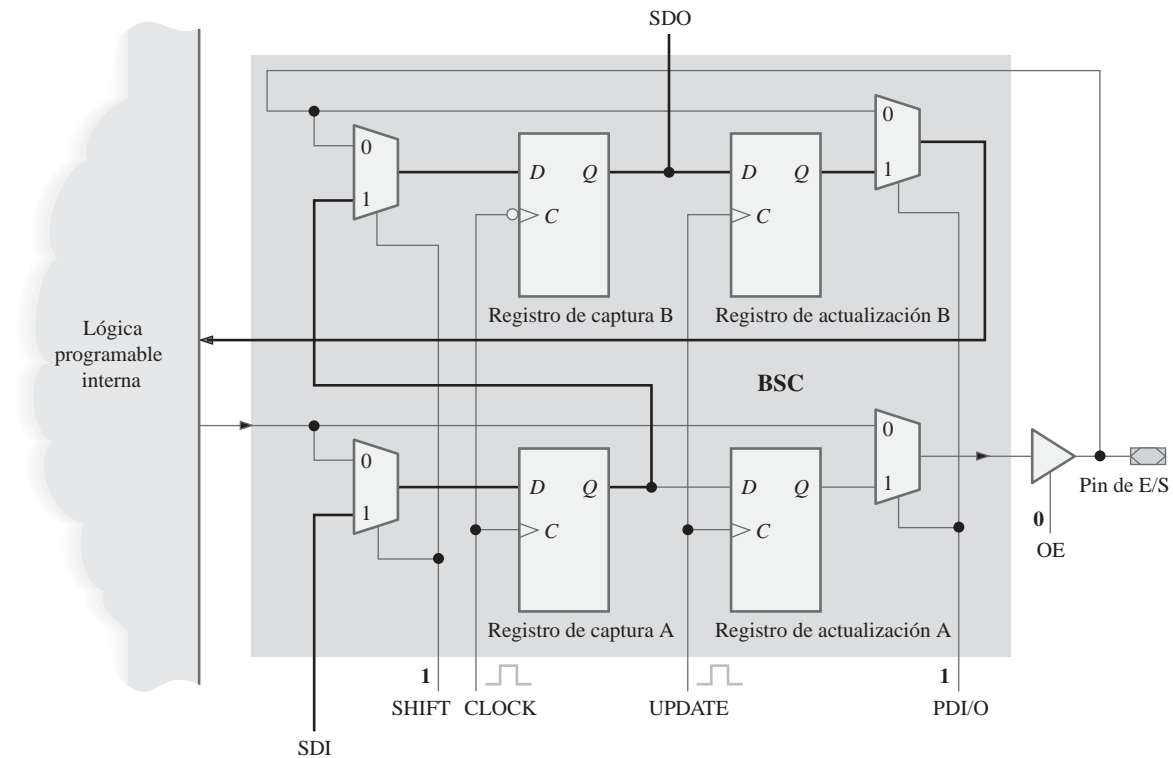 SDO
0
1
D
Q
C
D
Q
C
0
1
Registro de captura B
Registro de actualización B
Lógica
programable
interna
BSC
0
1
D
Q
C
D
Q
C
0
1
Pin de E/S
0
OE
Registro de captura A
Registro de actualización A
1
1
SHIFT
CLOCK
UPDATE
PDI/O
SDI